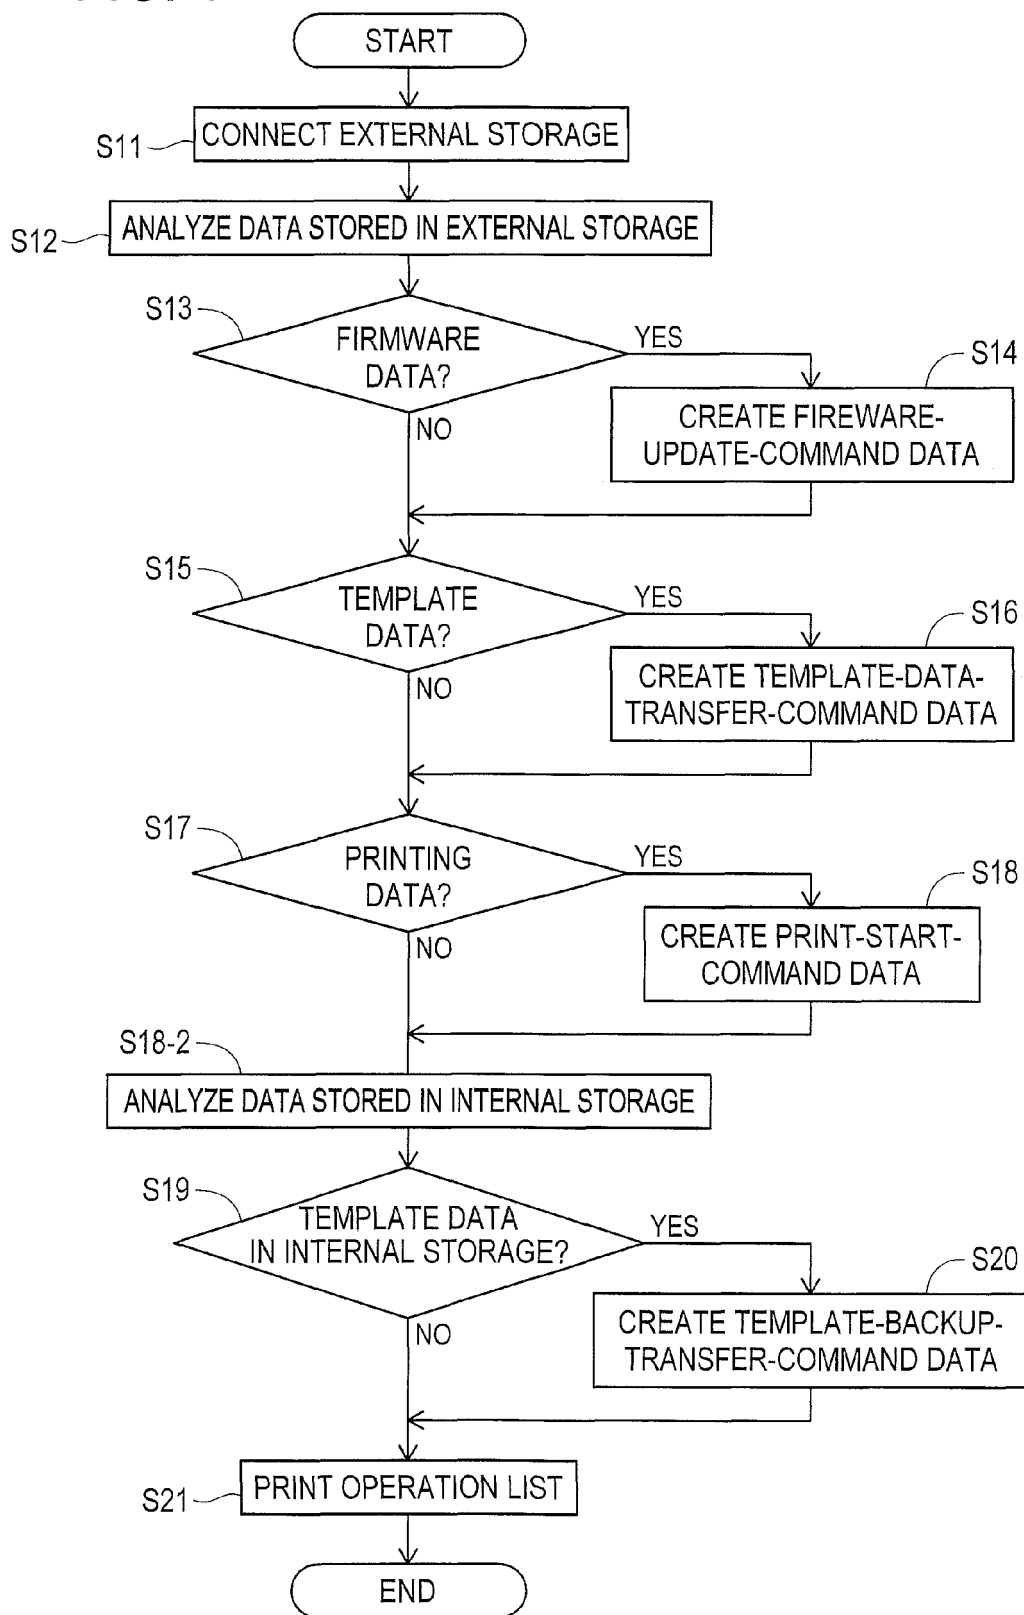 START
S11
CONNECT EXTERNAL STORAGE
S12
ANALYZE DATA STORED IN EXTERNAL STORAGE
S13
FIRMWARE
DATA?
YES
NO
S14
CREATE FIREWARE-
UPDATE-COMMAND DATA
S15
TEMPLATE
DATA?
YES
NO
S16
CREATE TEMPLATE-DATA-
TRANSFER-COMMAND DATA
S17
PRINTING
DATA?
YES
NO
S18
CREATE PRINT-START-
COMMAND DATA
S18-2
ANALYZE DATA STORED IN INTERNAL STORAGE
S19
TEMPLATE DATA
IN INTERNAL STORAGE?
YES
NO
S20
CREATE TEMPLATE-BACKUP-
TRANSFER-COMMAND DATA
S21
PRINT OPERATION LIST
END